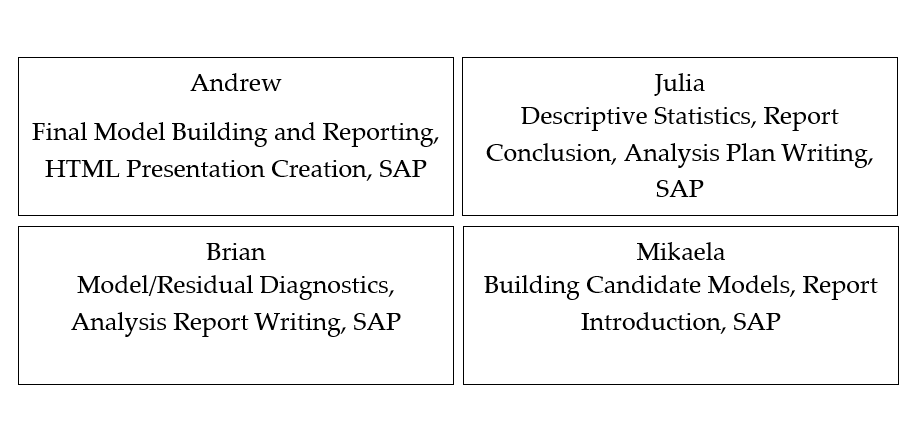 Andrew
Final Model Building and Reporting,
HTML Presentation Creation, SAP
Julia
Descriptive Statistics, Report
Conclusion, Analysis Plan Writing,
SAP
Brian
Model/Residual Diagnostics,
Analysis Report Writing, SAP
Mikaela
Building Candidate Models, Report
Introduction, SAP